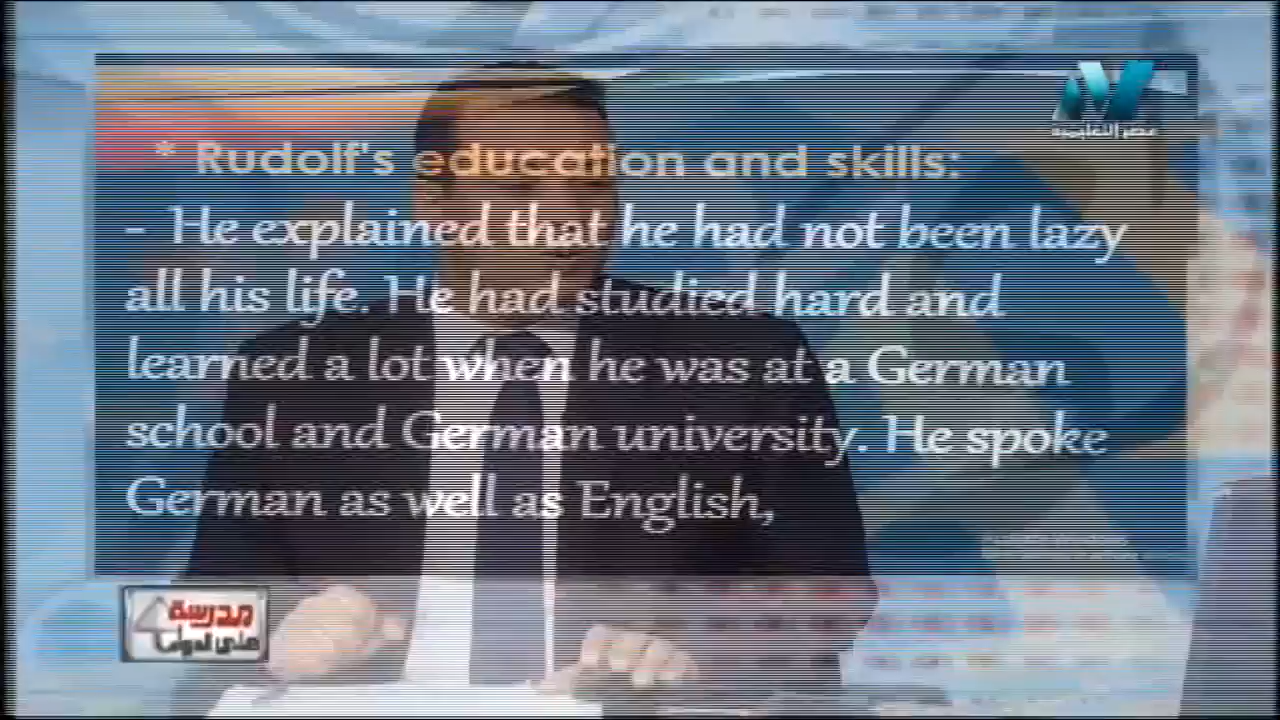 مصر التعليمية
* Rudolf's education and skills:
- He explained that he had not been lazy
all his life. He had studied hard and
learned a lot when he was at a German
school and German university. He spoke
German as well as English,
مدرسة
على الهوا